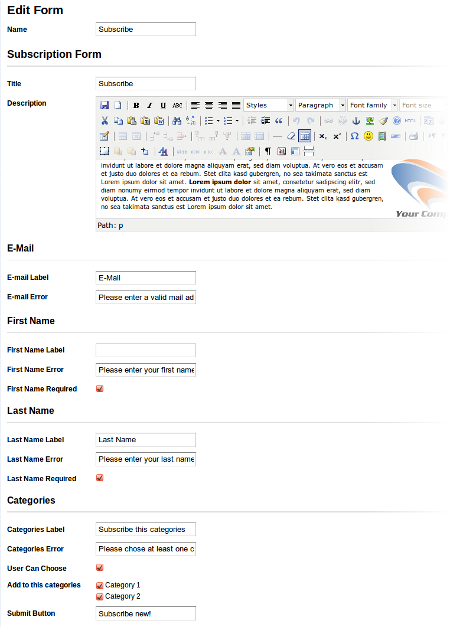 Edit Form
Name Subscribe
Subscription Form
Title Subscribe
Description
B I U ABC Styles Paragraph Font family Font size
HTML
invidunt ut labore et dolore magna aliquyam erat, sed diam voluptua. At vero eos et accusam
et justo duo dolores et ea rebum. Stet clita kasd gubergren, no sea takimata sanctus est
Lorem ipsum dolor sit amet. Lorem ipsum dolor sit amet, consetetur sadipscing elitr, sed
diam nonumy eirmod tempor invidunt ut labore et dolore magna aliquyam erat, sed diam
voluptua. At vero eos et accusam et justo duo dolores et ea rebum. Stet clita kasd gubergren,
no sea takimata sanctus est Lorem ipsum dolor sit amet.
Your Com
Path: p
E-Mail
E-mail Label E-Mail
E-mail Error Please enter a valid mail ad
First Name
First Name Label
First Name Error Please enter your first name
First Name Required
Last Name
Last Name Label Last Name
Last Name Error Please enter your last name
Last Name Required
Categories
Categories Label Subscribe this categories
Categories Error Please chose at least one c
User Can Choose
Add to this categories Category 1
Category 2
Submit Button Subscribe new!